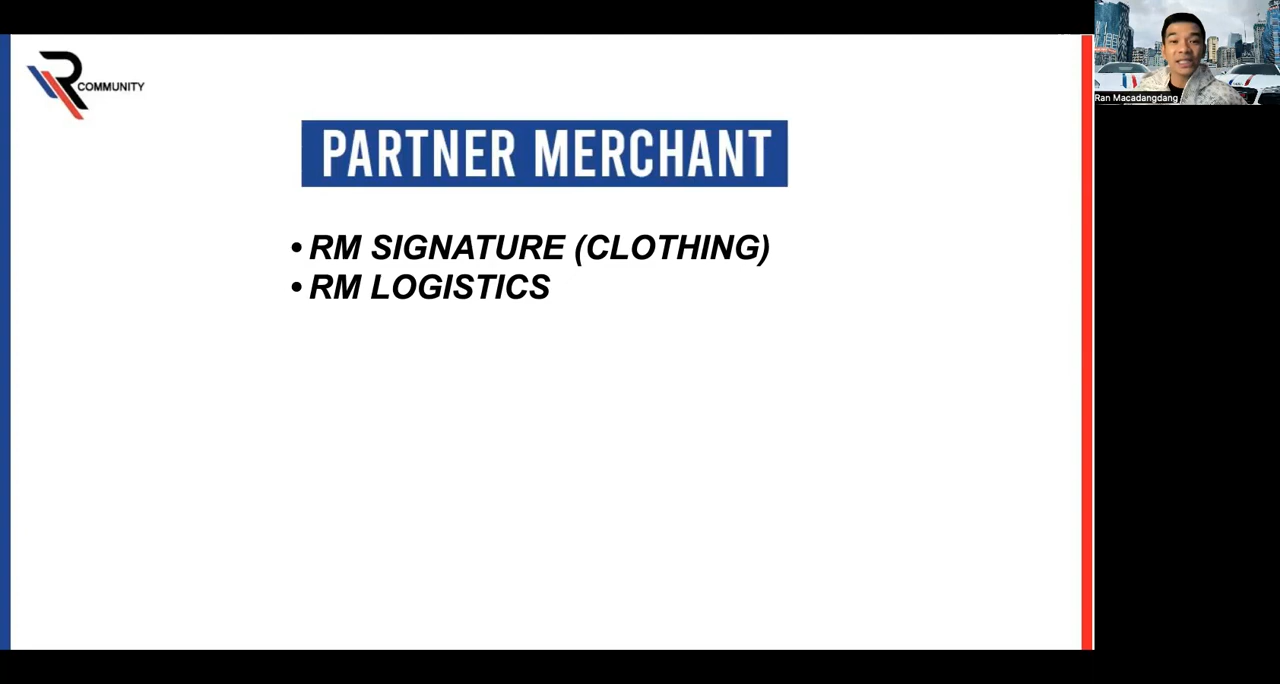 COMMUNITY
Ran Macadangdang
PARTNER MERCHANT
• RM SIGNATURE (CLOTHING)
• RM LOGISTICS